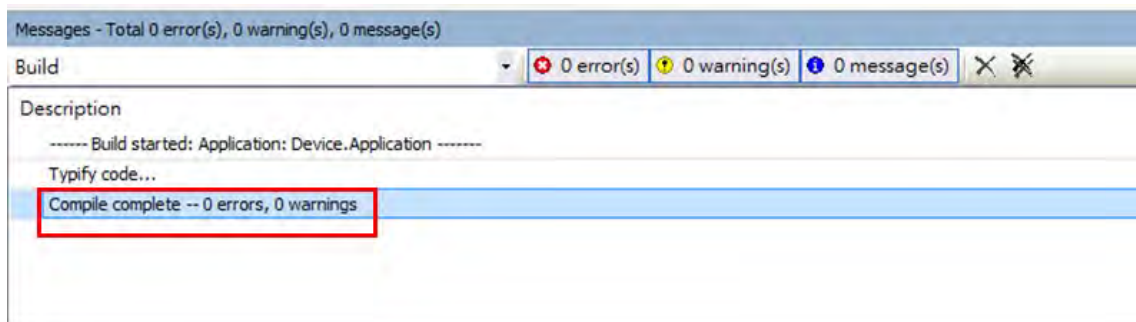 Messages - Total 0 error(s), 0 warning(s), 0 message(s)
Build 0 error(s) 0 warning(s) 0 message(s)
Description
------ Build started: Application: Device.Application -------
Typify code...
Compile complete -- 0 errors, 0 warnings